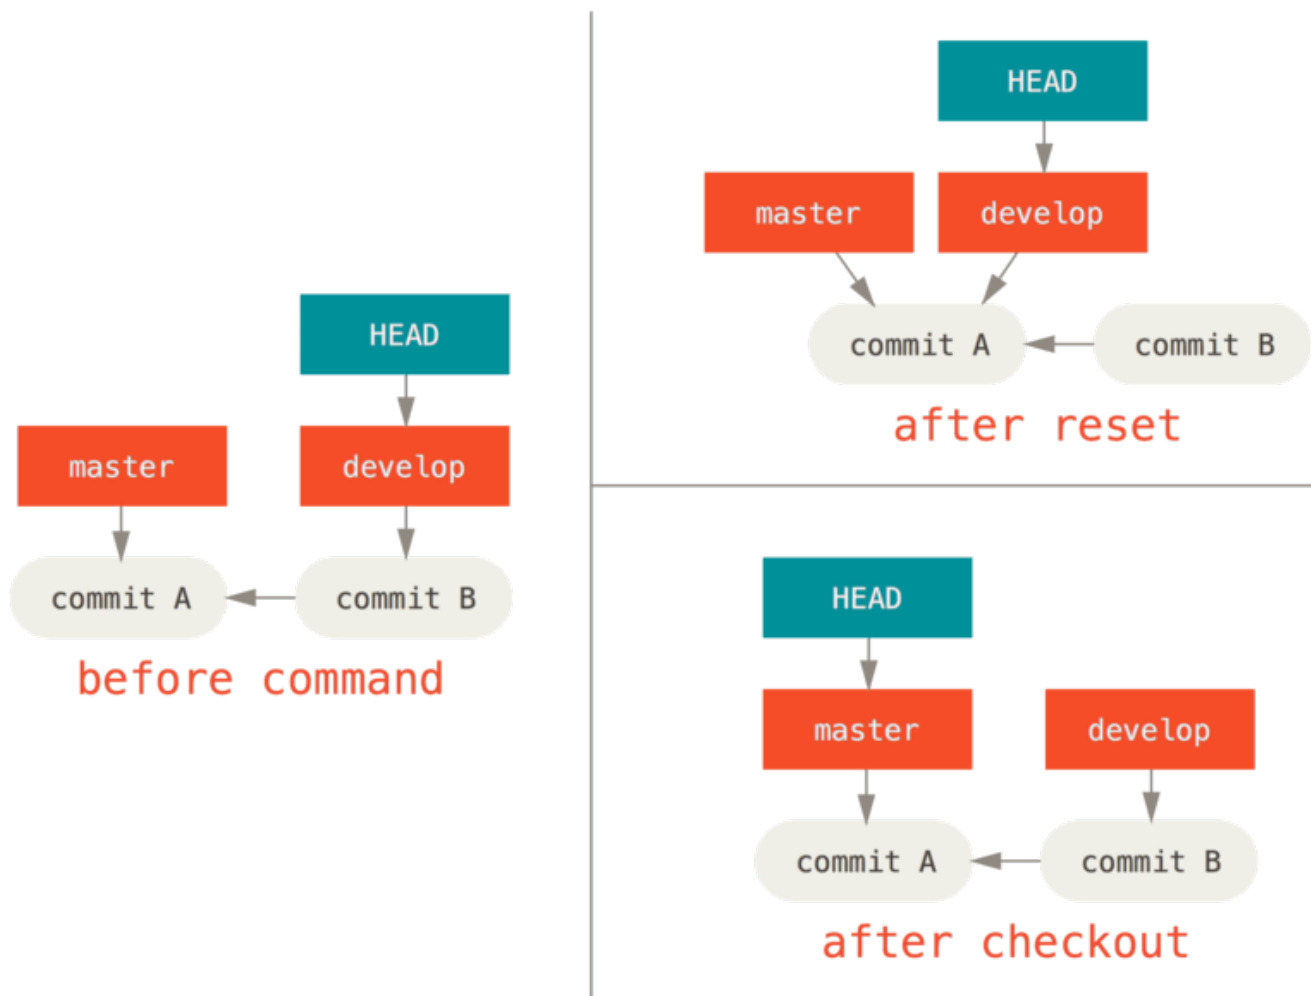 HEAD
master
develop
commit A
commit B
before command
HEAD
master
develop
commit A
commit B
after reset
HEAD
master
develop
commit A
commit B
after checkout